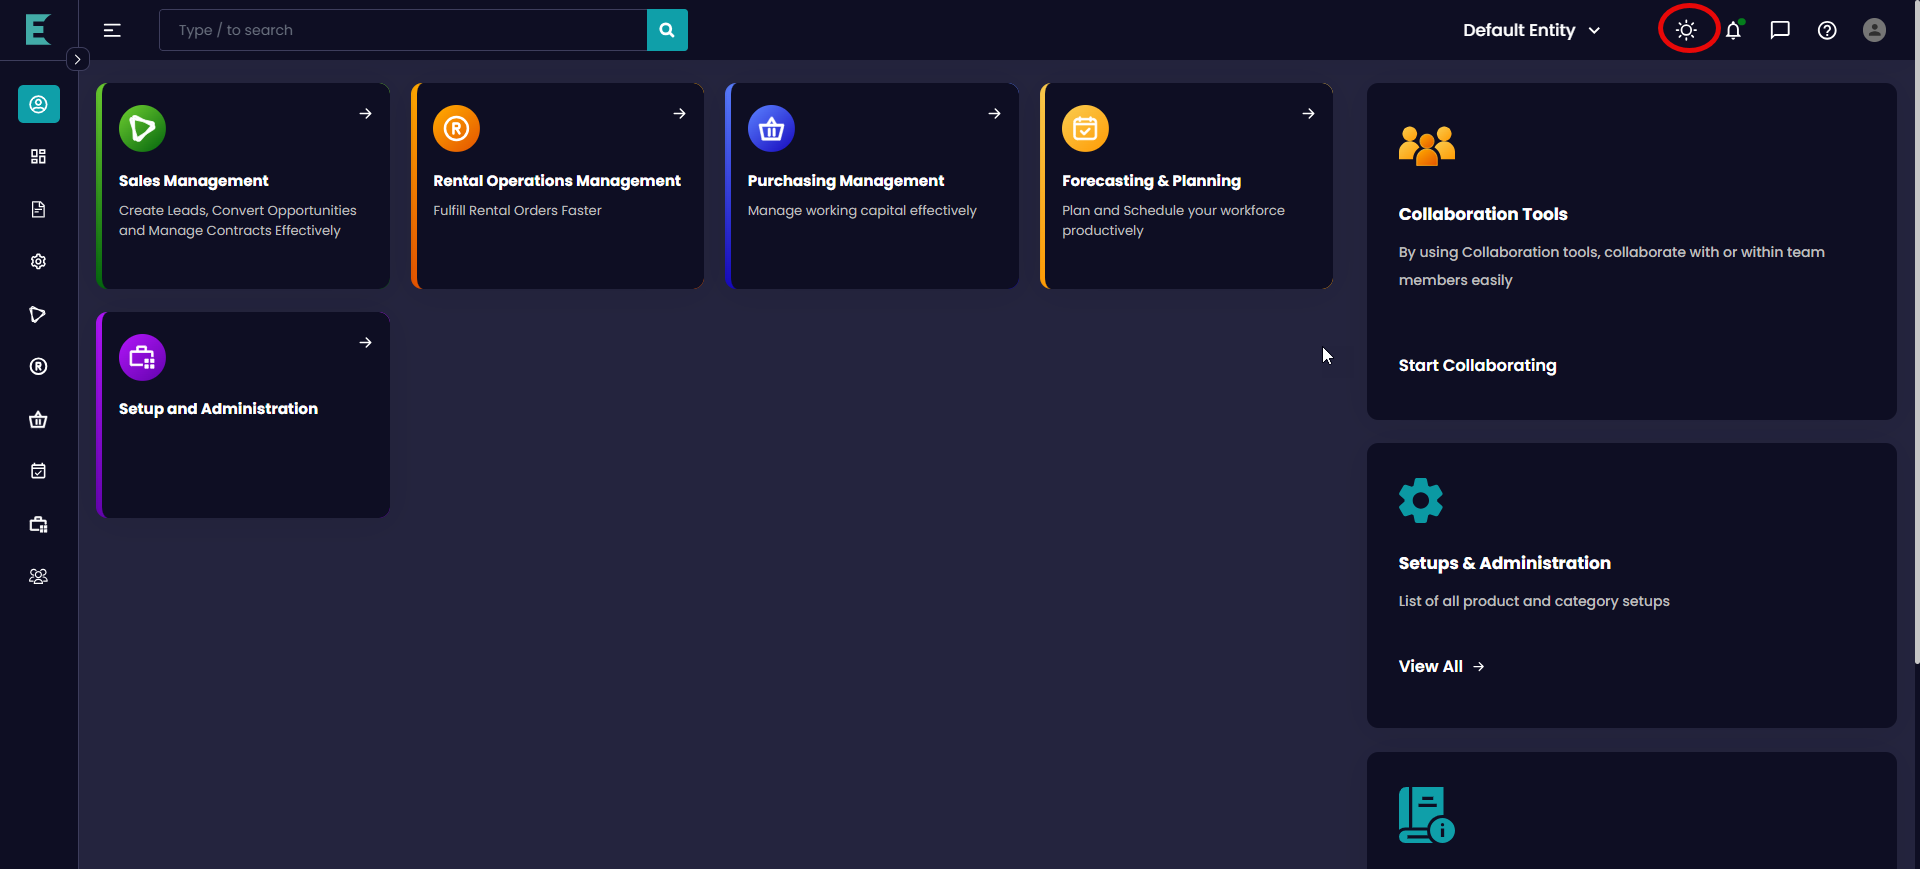 Type / to search
Default Entity
Sales Management
Create Leads, Convert Opportunities
and Manage Contracts Effectively
Rental Operations Management
Fulfill Rental Orders Faster
Purchasing Management
Manage working capital effectively
Forecasting & Planning
Plan and Schedule your workforce
productively
Setup and Administration
Collaboration Tools
By using Collaboration tools, collaborate with or within team
members easily
Start Collaborating
Setups & Administration
List of all product and category setups
View All